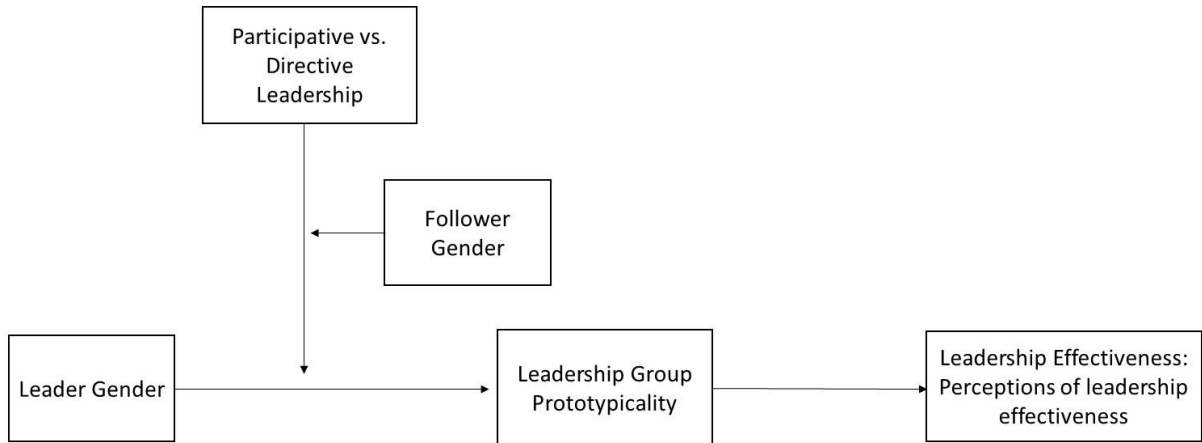 Participative vs.
Directive
Leadership
Follower
Gender
Leader Gender
Leadership Group
Prototypicality
Leadership Effectiveness:
Perceptions of leadership
effectiveness